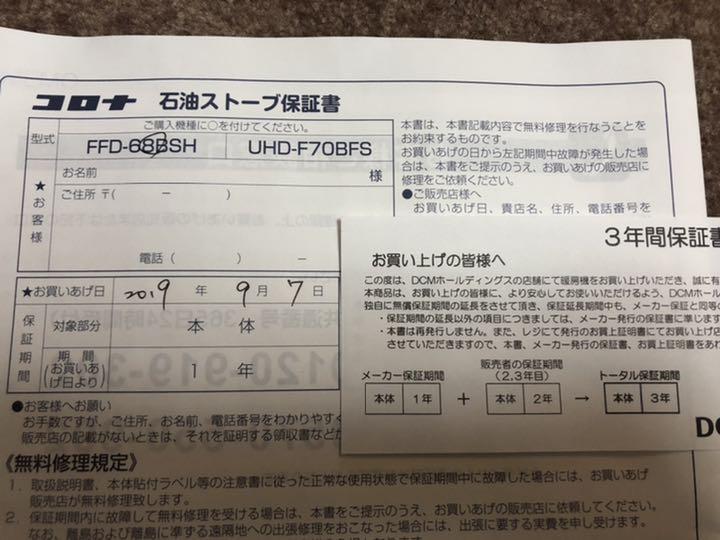 コロナ 石油ストーブ保証書
型式
ご購入機種に○を付けてください。
FFD-68BSH UHD-F70BFS
★お客様
お名前 様
ご住所 〒( － )
電話( ) －
★お買いあげ日 2019 年 9 月 7 日
保証期間
対象部分 本体
期間(お買いあげ日より) 1年
●お客様へお願い
お手数ですが、ご住所、お名前、電話番号をわかりやすく
販売店の記載がないときは、それを証明する領収書など
《無料修理規定》
1. 取扱説明書、本体貼付ラベル等の注意書に従った正常な使用状態で保証期間中に故障した場合には、お買いあげ
販売店が無料修理致します。
2. 保証期間内に故障して無料修理を受ける場合は、本書をご提示のうえ、お買いあげの販売店に依頼してください。
なお、離島および離島に準ずる遠隔地への出張修理をおこなった場合には、出張に要する実費を申し受けます。
本書は、本書記載内容で無料修理を行なうことを
お約束するものです。
お買いあげの日から左記期間中故障が発生した場
合は、本書をご提示のうえ、お買いあげの販売店に
修理をご依頼ください。
●ご販売店様へ
お買いあげ日、貴店名、住所、電話番号を
3年間保証書
お買い上げの皆様へ
この度は、DCMホールディングスの店舗にて暖房機をお買い上げいただき、誠に有
本商品は、お買い上げの皆様に、より安心してお使いいただけるよう、DCMホール
独自に無償保証期間の延長をさせて頂き、保証延長期間中も、メーカー保証と同等の
・保証期間の延長以外の項目につきましては、メーカー発行の保証書に準じます
・本書は再発行しません。また、レジにて発行のお買上証明書にてお買い上げ日
させていただきますので、本書、メーカー発行の保証書、お買上証明書をあわ
メーカー保証期間
本体 1年
＋
販売者の保証期間
(2,3年目)
本体 2年
→
トータル保証期間
本体 3年